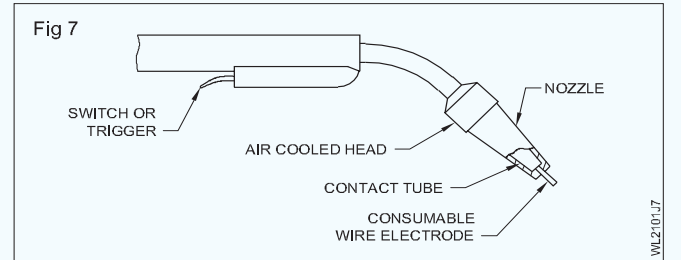 Fig 7
SWITCH OR
TRIGGER
AIR COOLED HEAD
NOZZLE
CONTACT TUBE
CONSUMABLE
WIRE ELECTRODE
WL2101J7